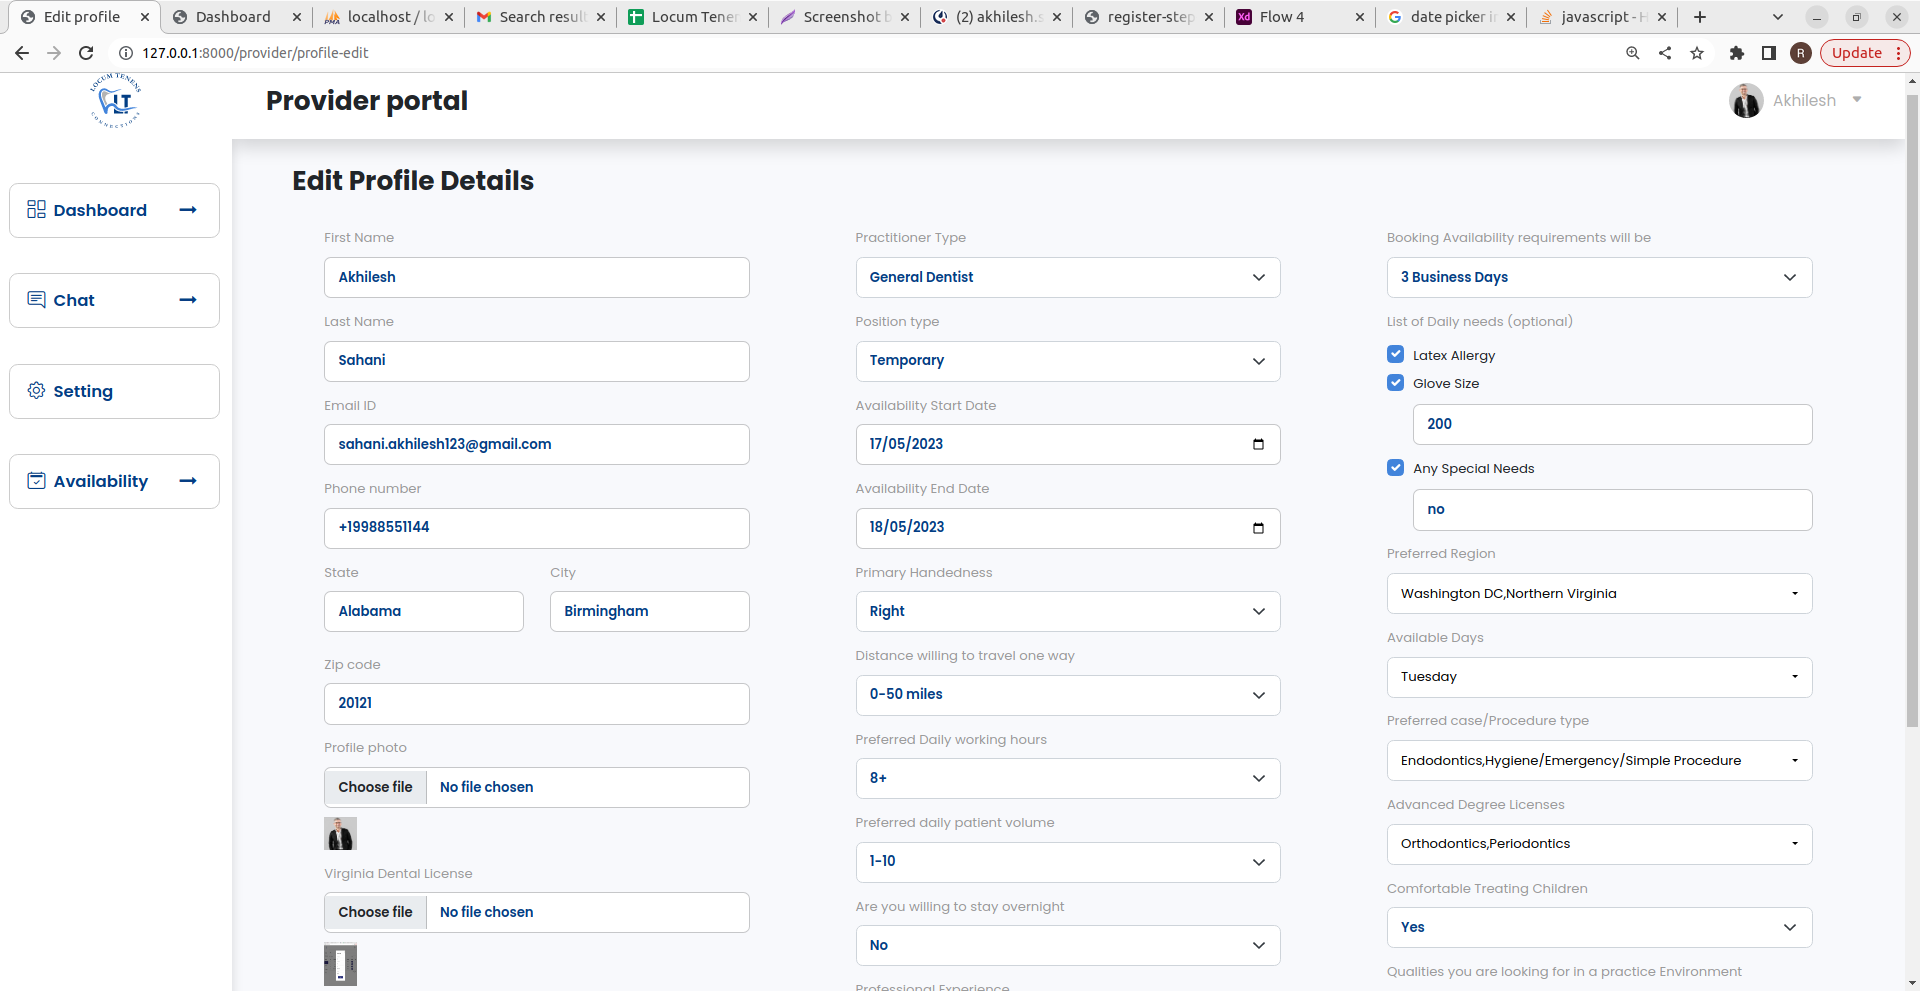 Edit profile
Dashboard
localhost / lo
Search result
Locum Tener
Screenshot b
(2) akhilesh.s
register-step
Xd
Flow 4
date picker in
javascript - H
127.0.0.1:8000/provider/profile-edit
R
Update
LOCUM TENENS
LT
CONNECTIONS
Provider portal
Akhilesh
Dashboard
Chat
Setting
Availability
Edit Profile Details
First Name
Akhilesh
Last Name
Sahani
Email ID
sahani.akhilesh123@gmail.com
Phone number
+19988551144
State
City
Alabama
Birmingham
Zip code
20121
Profile photo
Choose file
No file chosen
Virginia Dental License
Choose file
No file chosen
Practitioner Type
General Dentist
Position type
Temporary
Availability Start Date
17/05/2023
Availability End Date
18/05/2023
Primary Handedness
Right
Distance willing to travel one way
0-50 miles
Preferred Daily working hours
8+
Preferred daily patient volume
1-10
Are you willing to stay overnight
No
Professional Experience
Booking Availability requirements will be
3 Business Days
List of Daily needs (optional)
Latex Allergy
Glove Size
200
Any Special Needs
no
Preferred Region
Washington DC,Northern Virginia
Available Days
Tuesday
Preferred case/Procedure type
Endodontics,Hygiene/Emergency/Simple Procedure
Advanced Degree Licenses
Orthodontics,Periodontics
Comfortable Treating Children
Yes
Qualities you are looking for in a practice Environment